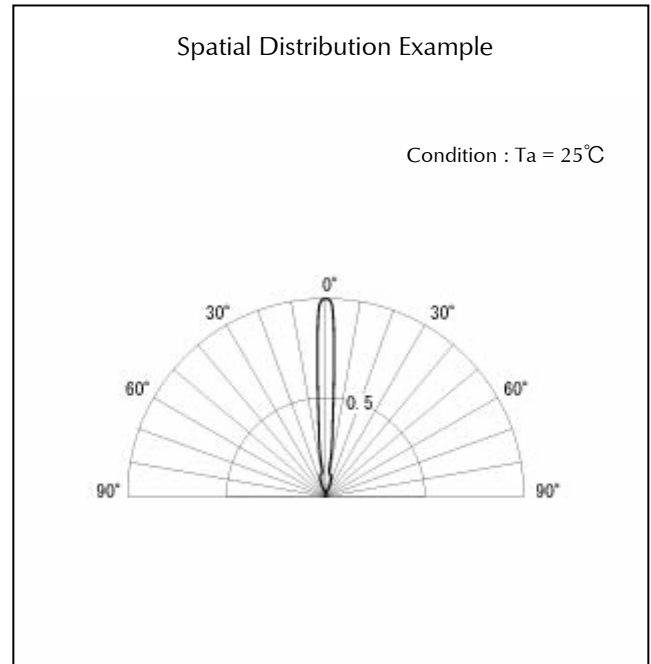 Spatial Distribution Example
Condition : Ta = 25℃
0°
30° 30°
60° 60°
0.5
90° 90°